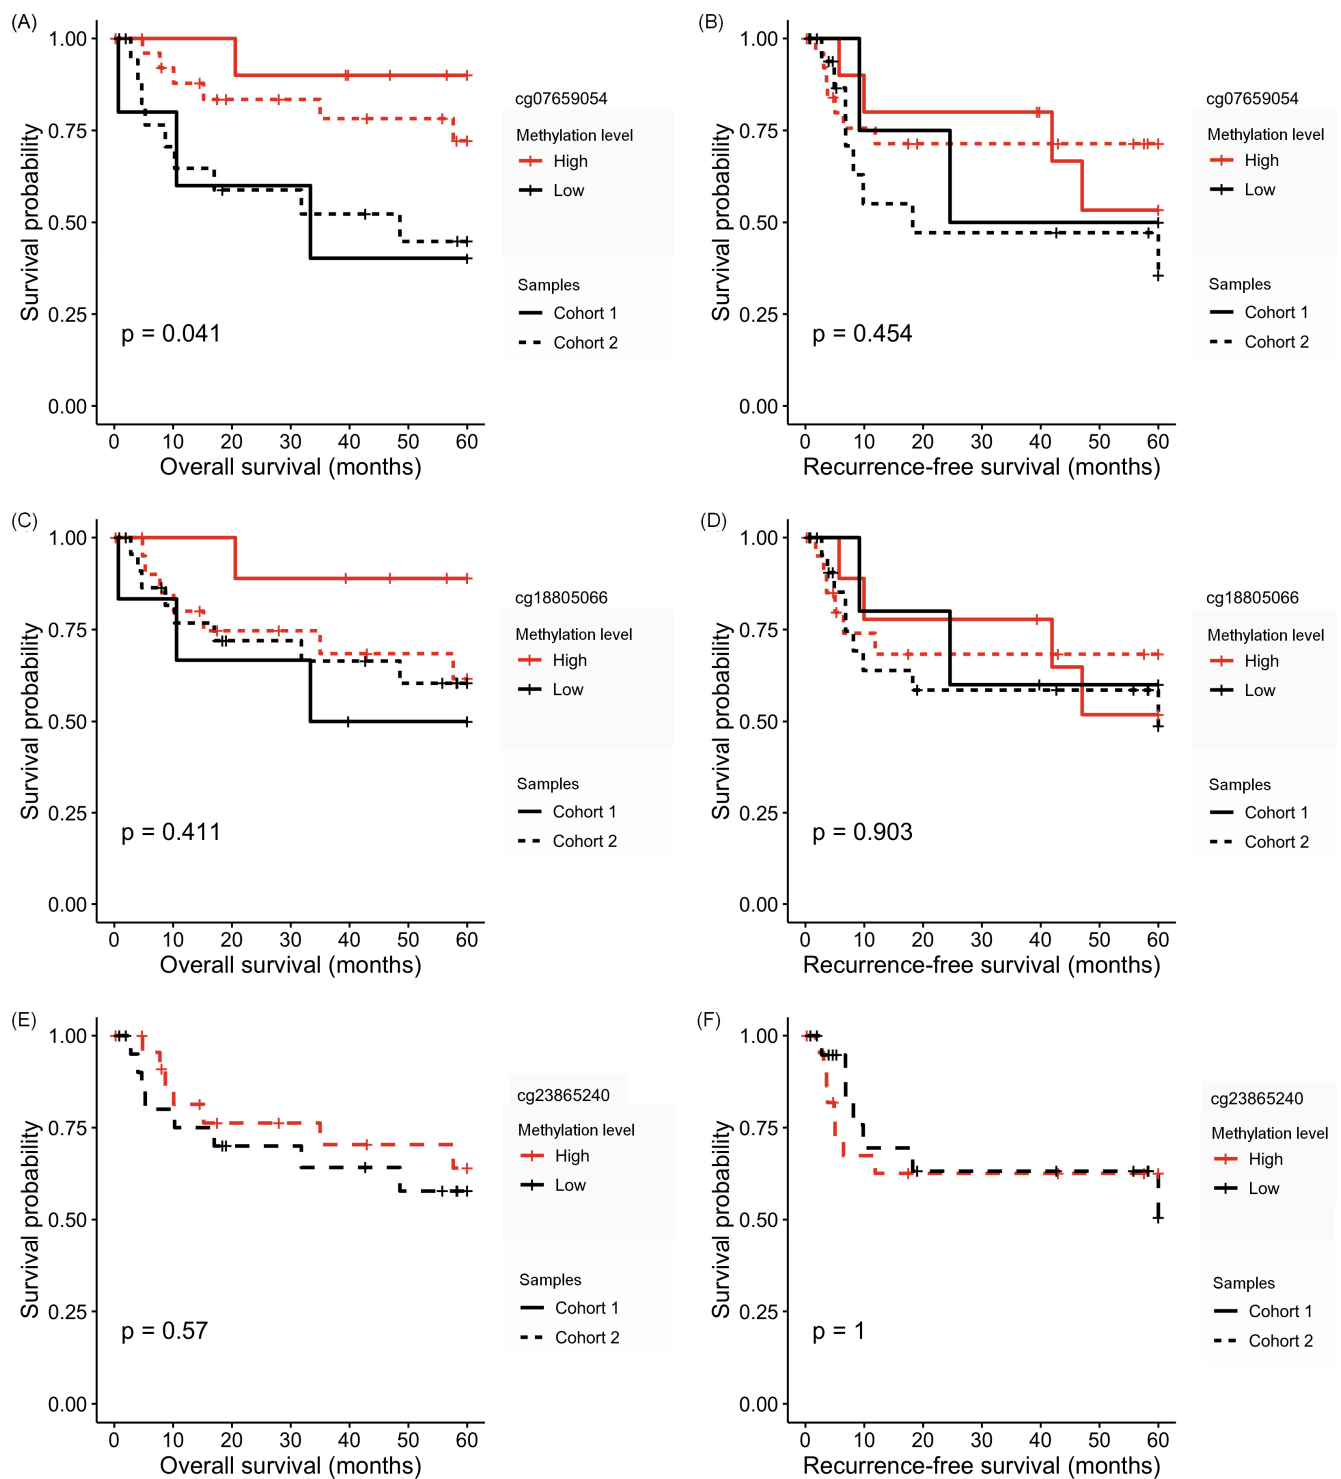 (A)
1.00
0.75
0.50
0.25
0.00
Survival probability
p = 0.041
0 10 20 30 40 50 60
Overall survival (months)
cg07659054
Methylation level
High
Low
Samples
Cohort 1
Cohort 2
(B)
1.00
0.75
0.50
0.25
0.00
Survival probability
p = 0.454
0 10 20 30 40 50 60
Recurrence-free survival (months)
cg07659054
Methylation level
High
Low
Samples
Cohort 1
Cohort 2
(C)
1.00
0.75
0.50
0.25
0.00
Survival probability
p = 0.411
0 10 20 30 40 50 60
Overall survival (months)
cg18805066
Methylation level
High
Low
Samples
Cohort 1
Cohort 2
(D)
1.00
0.75
0.50
0.25
0.00
Survival probability
p = 0.903
0 10 20 30 40 50 60
Recurrence-free survival (months)
cg18805066
Methylation level
High
Low
Samples
Cohort 1
Cohort 2
(E)
1.00
0.75
0.50
0.25
0.00
Survival probability
p = 0.57
0 10 20 30 40 50 60
Overall survival (months)
cg23865240
Methylation level
High
Low
Samples
Cohort 1
Cohort 2
(F)
1.00
0.75
0.50
0.25
0.00
Survival probability
p = 1
0 10 20 30 40 50 60
Recurrence-free survival (months)
cg23865240
Methylation level
High
Low
Samples
Cohort 1
Cohort 2